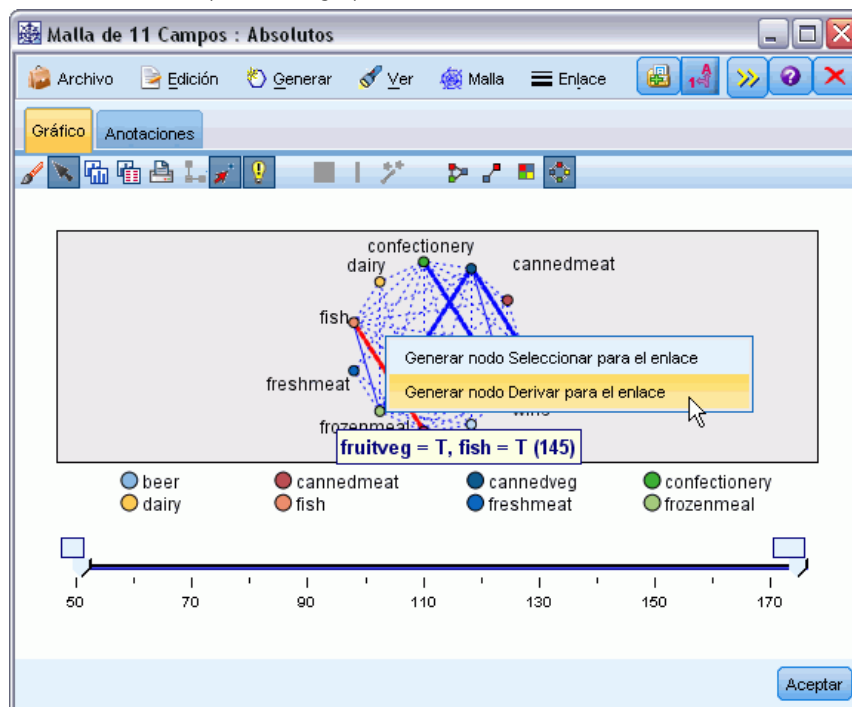 Malla de 11 Campos : Absolutos
Archivo Edición Generar Ver Malla Enlace
Gráfico Anotaciones
confectionery
dairy cannedmeat
fish
Generar nodo Seleccionar para el enlace
freshmeat
Generar nodo Derivar para el enlace
frozenmeal
fruitveg = T, fish = T (145)
beer cannedmeat cannedveg confectionery
dairy fish freshmeat frozenmeal
50 70 90 110 130 150 170
Aceptar